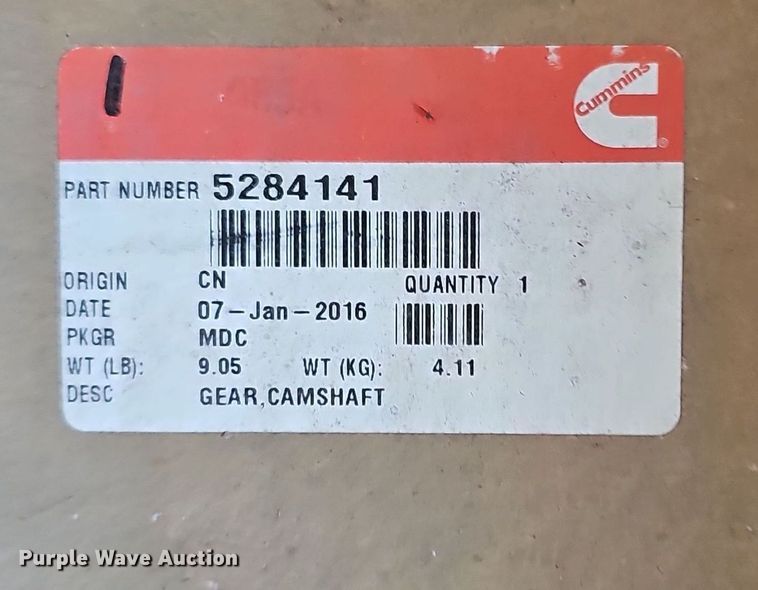 Cummins
PART NUMBER 5284141
ORIGIN CN QUANTITY 1
DATE 07-Jan-2016
PKGR MDC
WT (LB): 9.05 WT (KG): 4.11
DESC GEAR,CAMSHAFT
Purple Wave Auction